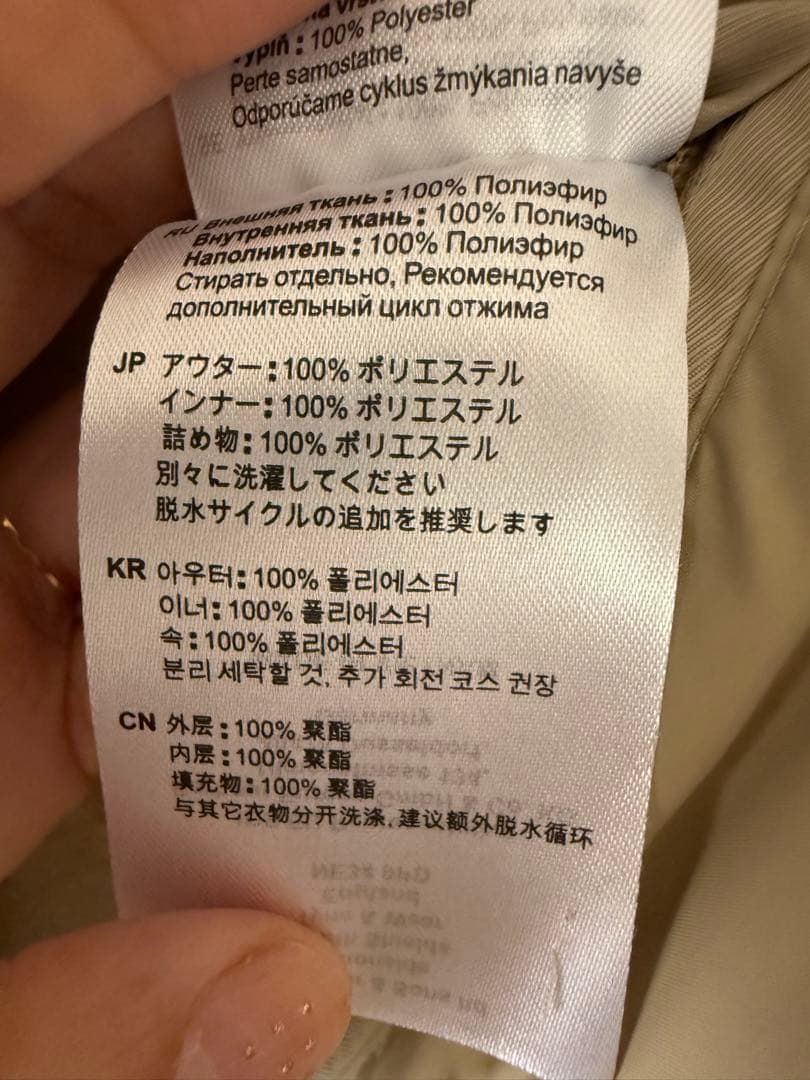 : 100% Polyester
Perte samostatne,
Odporúčame cyklus žmýkania navyše
RU Внешняя ткань : 100% Полиэфир
Внутренняя ткань : 100% Полиэфир
Наполнитель : 100% Полиэфир
Стирать отдельно, Рекомендуется
дополнительный цикл отжима
JP アウター : 100% ポリエステル
インナー : 100% ポリエステル
詰め物 : 100% ポリエステル
別々に洗濯してください
脱水サイクルの追加を推奨します
KR 아우터 : 100% 폴리에스터
이너 : 100% 폴리에스터
속 : 100% 폴리에스터
분리 세탁할 것, 추가 회전 코스 권장
CN 外层 : 100% 聚酯
内层 : 100% 聚酯
填充物 : 100% 聚酯
与其它衣物分开洗涤, 建议额外脱水循环